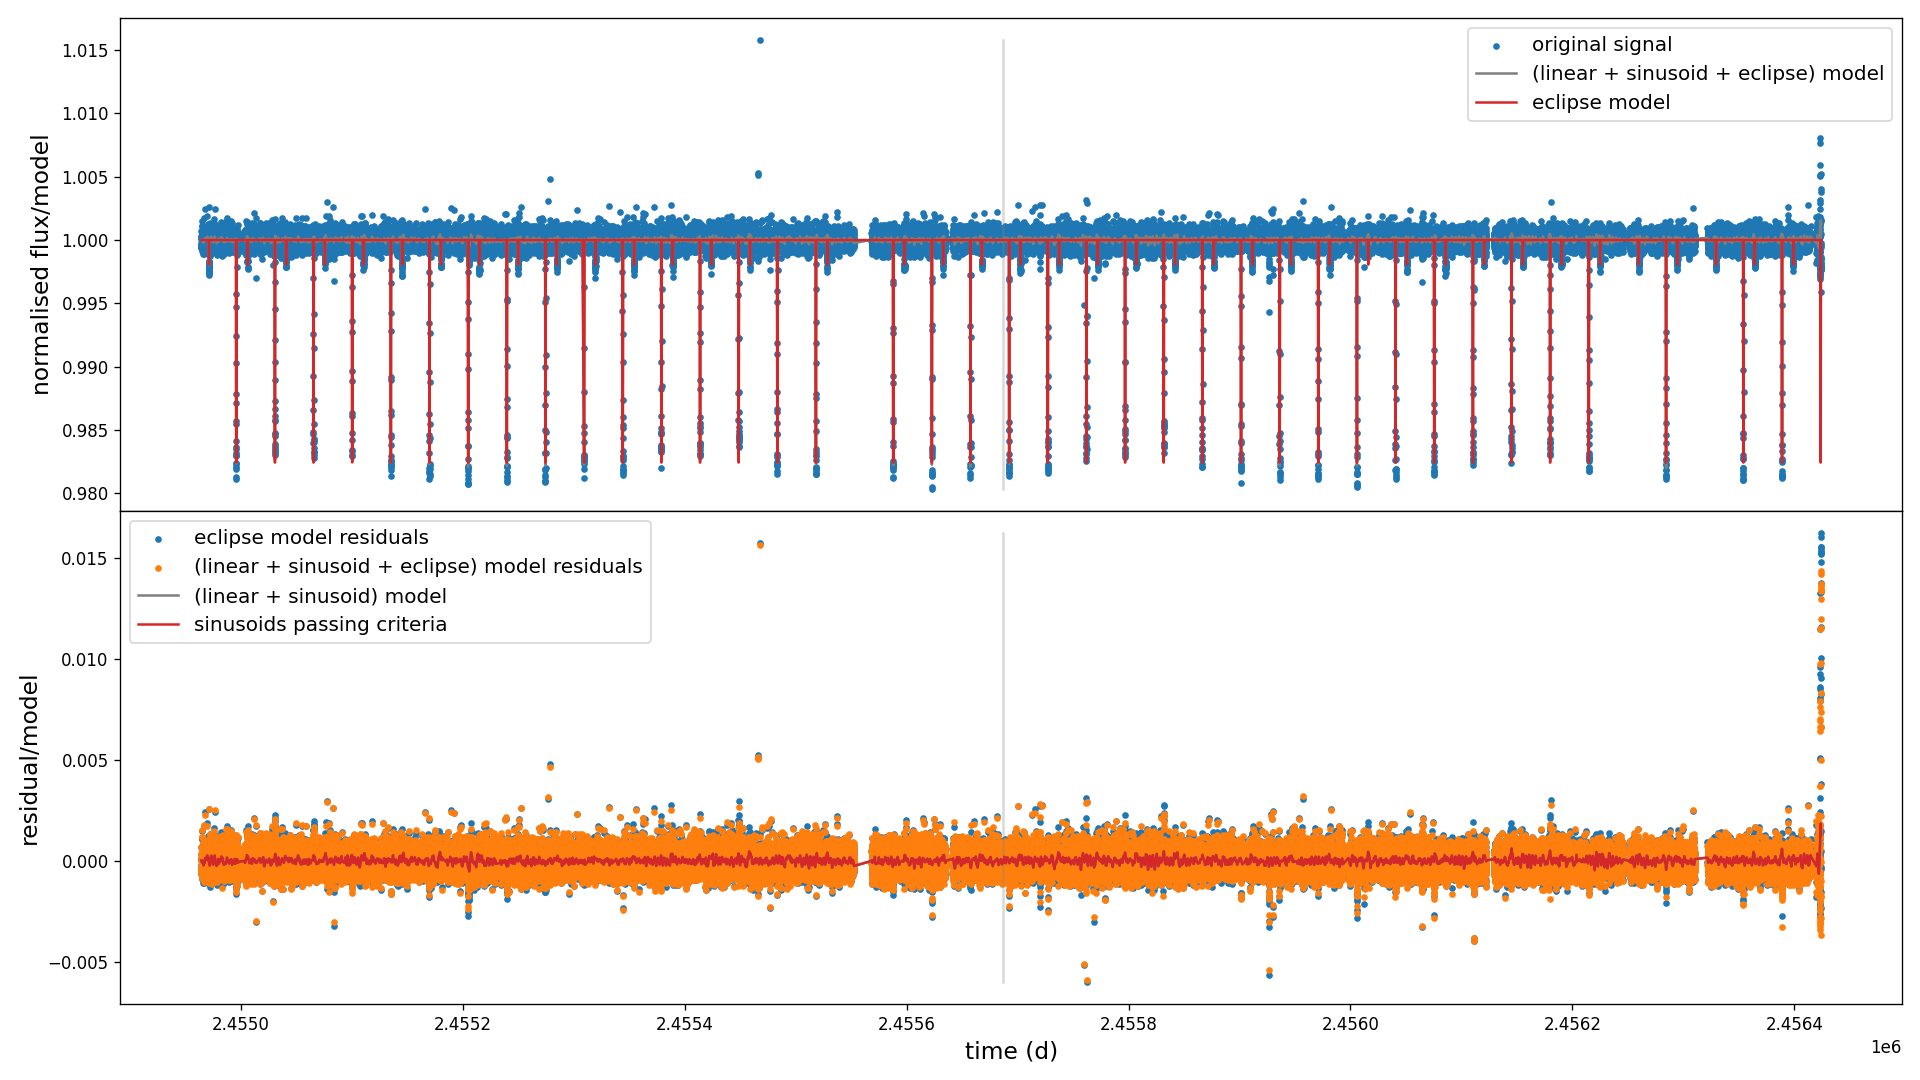 normalised flux/model
1.015
1.010
1.005
1.000
0.995
0.990
0.985
0.980
original signal
(linear + sinusoid + eclipse) model
eclipse model
residual/model
0.015
0.010
0.005
0.000
−0.005
eclipse model residuals
(linear + sinusoid + eclipse) model residuals
(linear + sinusoid) model
sinusoids passing criteria
2.4550 2.4552 2.4554 2.4556 2.4558 2.4560 2.4562 2.4564
time (d)
1e6